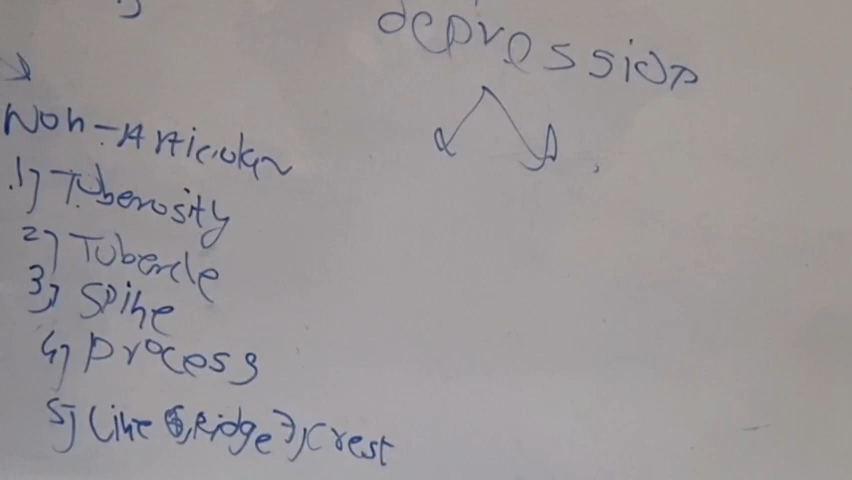 depression
Non-Articular
1) Tuberosity
2) Tubercle
3) Spine
4) process
5) Line 6, Ridge 7, Crest